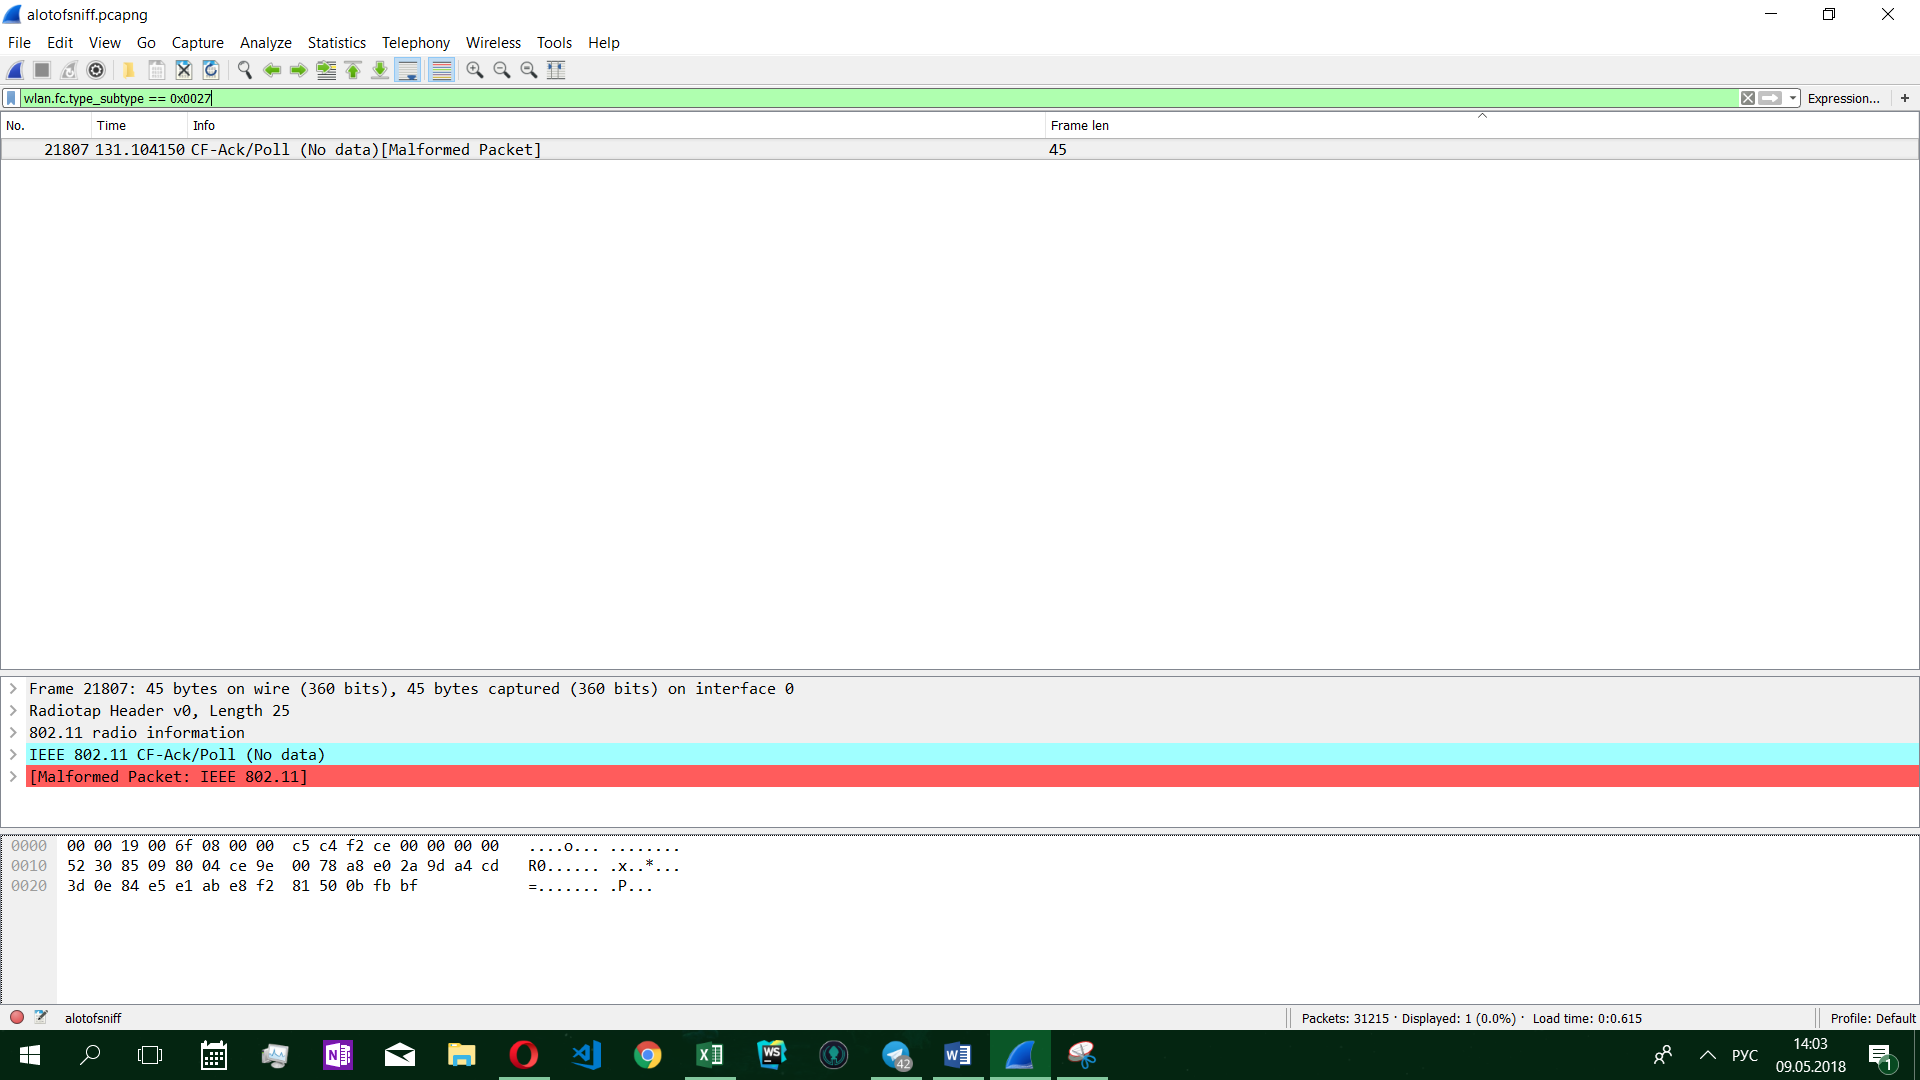 alotofsniff.pcapng
File Edit View Go Capture Analyze Statistics Telephony Wireless Tools Help
wlan.fc.type_subtype == 0x0027 Expression... +
No. Time Info Frame len
21807 131.104150 CF-Ack/Poll (No data)[Malformed Packet] 45
Frame 21807: 45 bytes on wire (360 bits), 45 bytes captured (360 bits) on interface 0
Radiotap Header v0, Length 25
802.11 radio information
IEEE 802.11 CF-Ack/Poll (No data)
[Malformed Packet: IEEE 802.11]
0000 00 00 19 00 6f 08 00 00 c5 c4 f2 ce 00 00 00 00 ....o... ........
0010 52 30 85 09 80 04 ce 9e 00 78 a8 e0 2a 9d a4 cd R0...... .x..*...
0020 3d 0e 84 e5 e1 ab e8 f2 81 50 0b fb bf =....... .P...
alotofsniff Packets: 31215 · Displayed: 1 (0.0%) · Load time: 0:0.615 Profile: Default
N
X
WS
42
W
РУС
14:03
09.05.2018
1